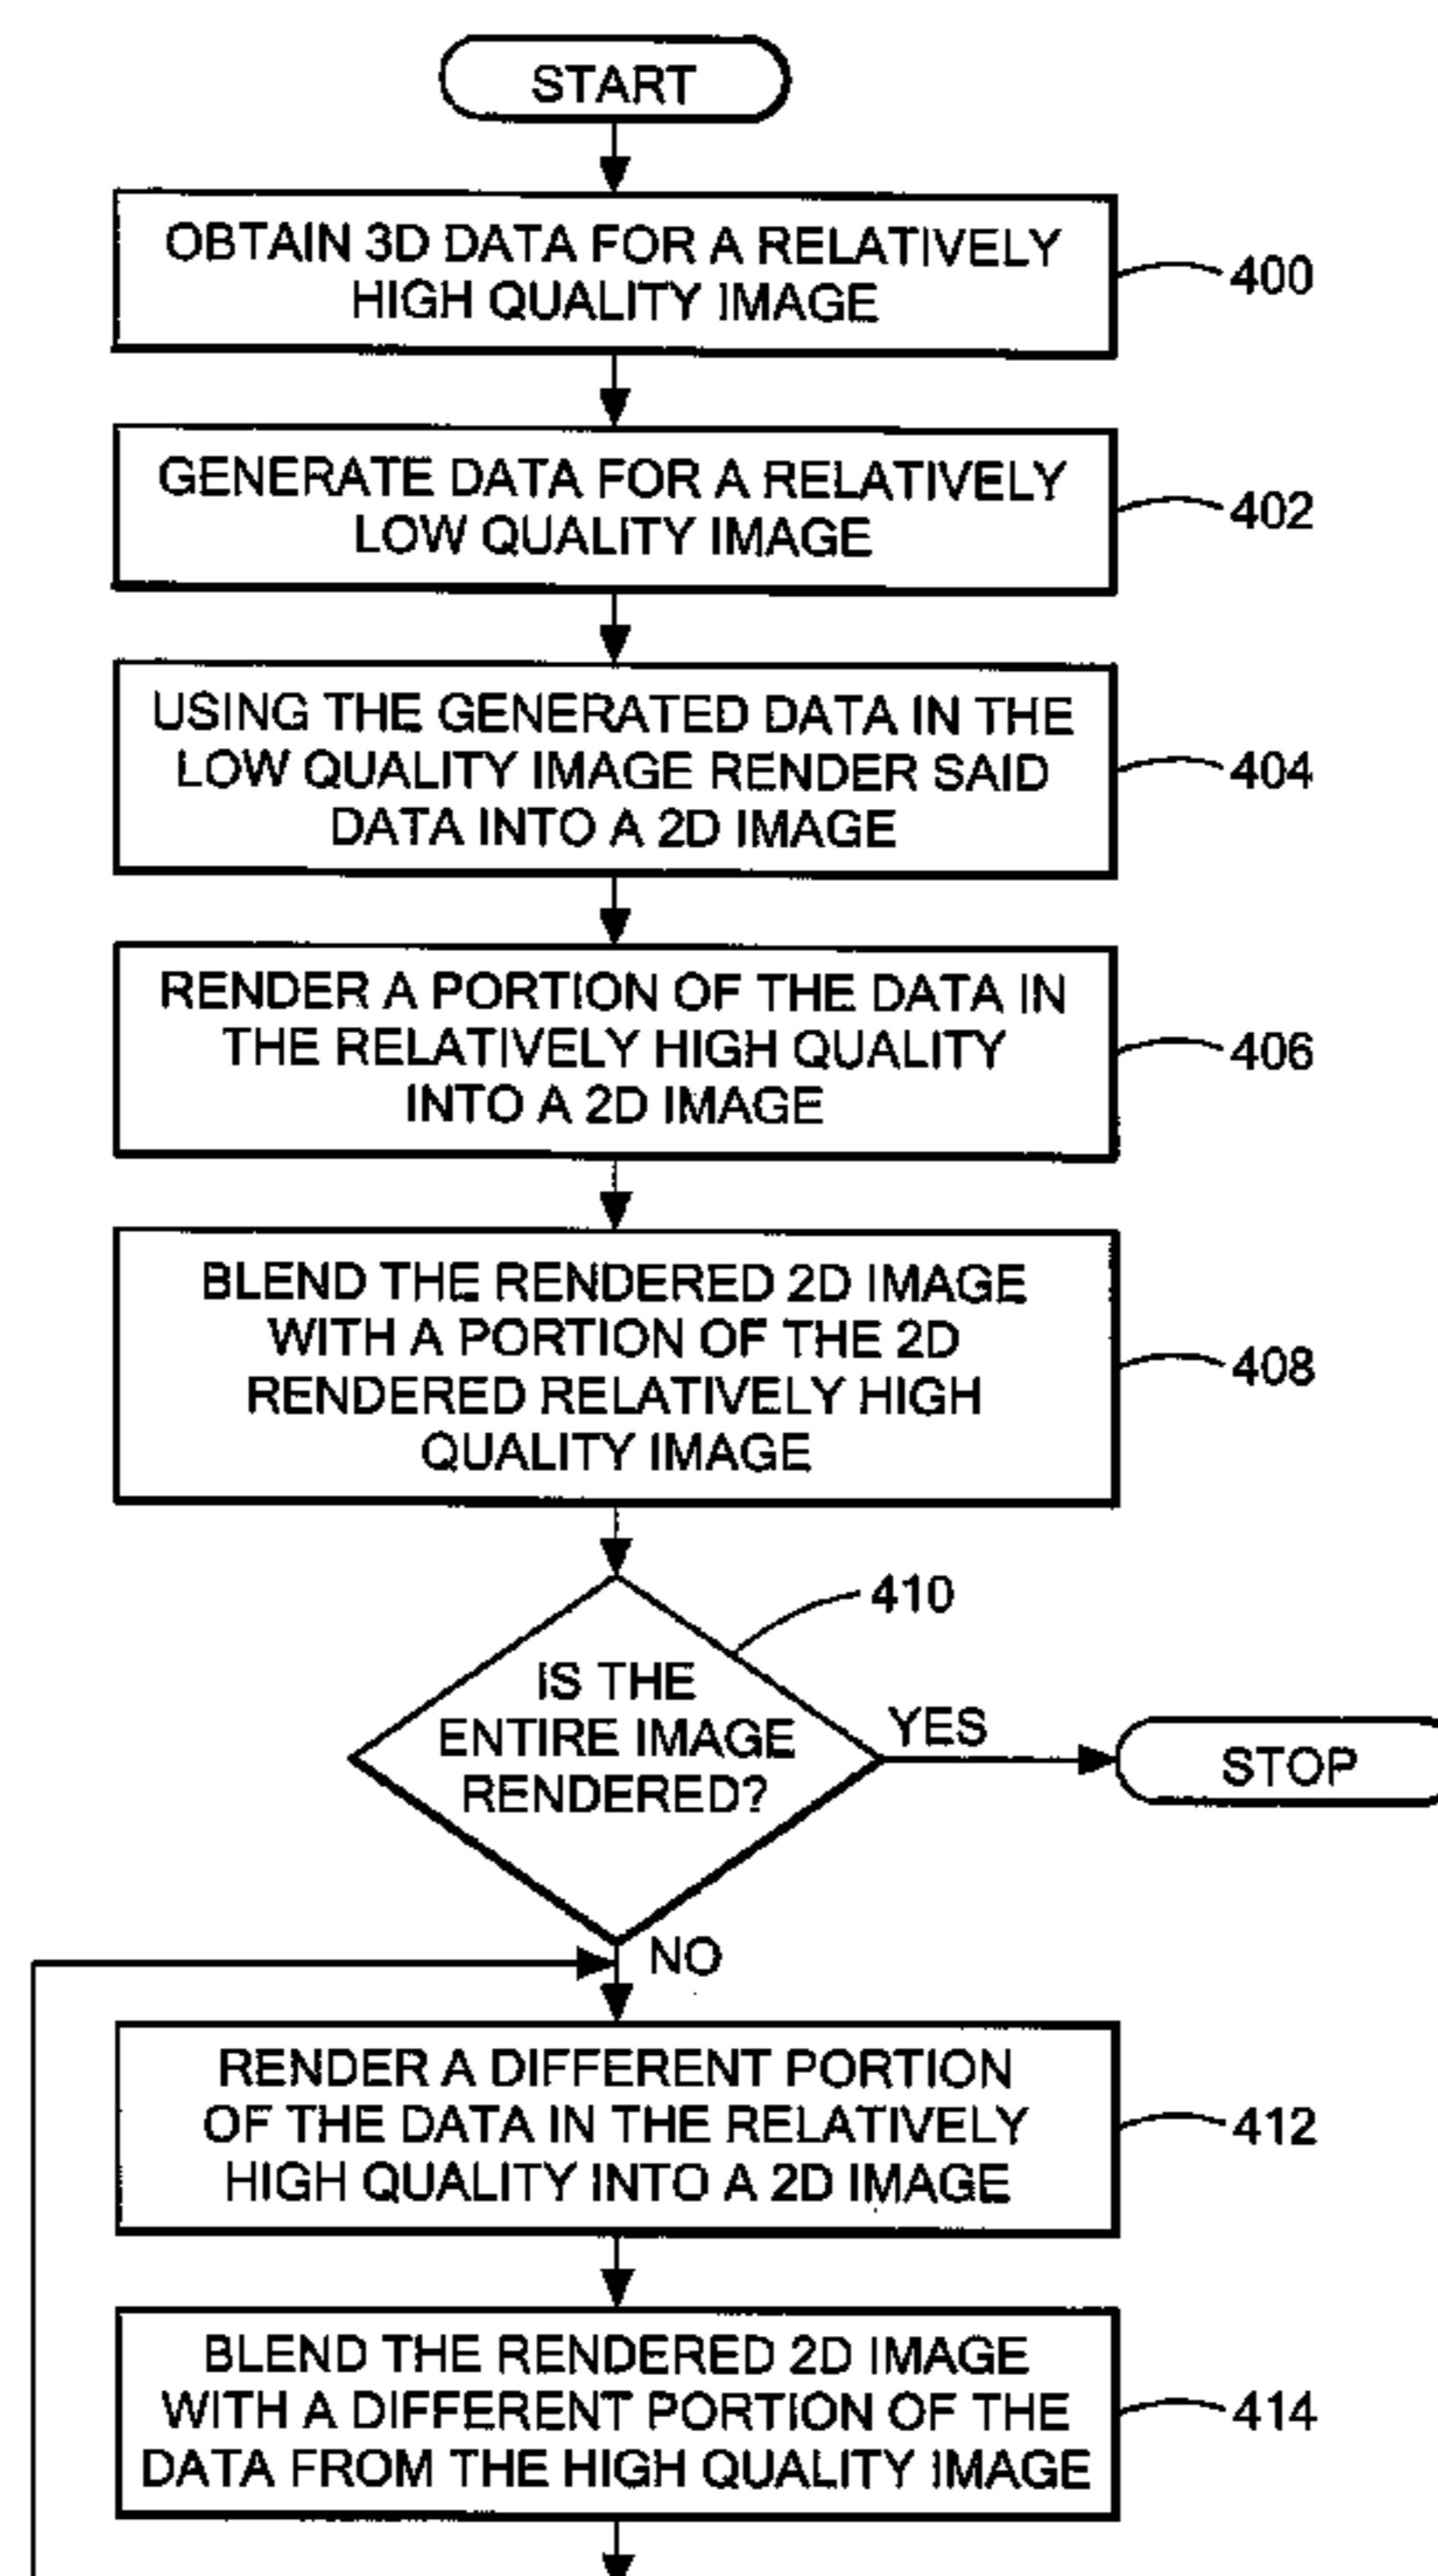 START
OBTAIN 3D DATA FOR A RELATIVELY
HIGH QUALITY IMAGE
400
GENERATE DATA FOR A RELATIVELY
LOW QUALITY IMAGE
402
USING THE GENERATED DATA IN THE
LOW QUALITY IMAGE RENDER SAID
DATA INTO A 2D IMAGE
404
RENDER A PORTION OF THE DATA IN
THE RELATIVELY HIGH QUALITY
INTO A 2D IMAGE
406
BLEND THE RENDERED 2D IMAGE
WITH A PORTION OF THE 2D
RENDERED RELATIVELY HIGH
QUALITY IMAGE
408
410
IS THE
ENTIRE IMAGE
RENDERED?
YES
STOP
NO
RENDER A DIFFERENT PORTION
OF THE DATA IN THE RELATIVELY
HIGH QUALITY INTO A 2D IMAGE
412
BLEND THE RENDERED 2D IMAGE
WITH A DIFFERENT PORTION OF THE
DATA FROM THE HIGH QUALITY IMAGE
414